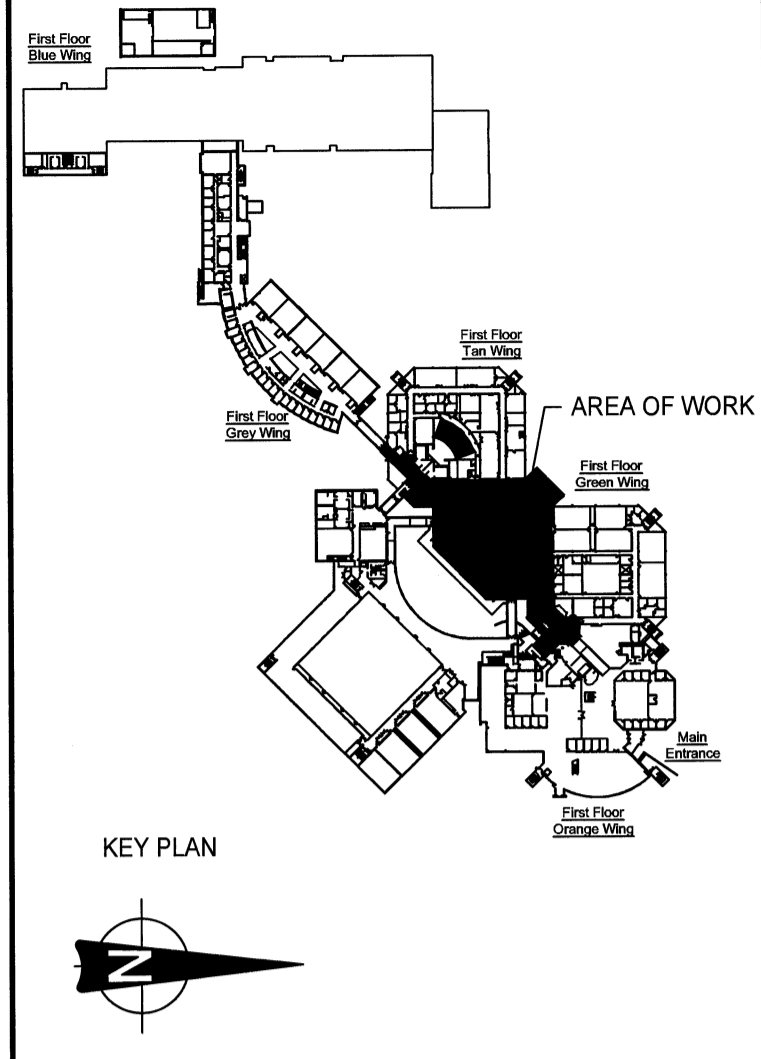 First Floor
Blue Wing
First Floor
Tan Wing
AREA OF WORK
First Floor
Grey Wing
First Floor
Green Wing
Main
Entrance
First Floor
Orange Wing
KEY PLAN
N